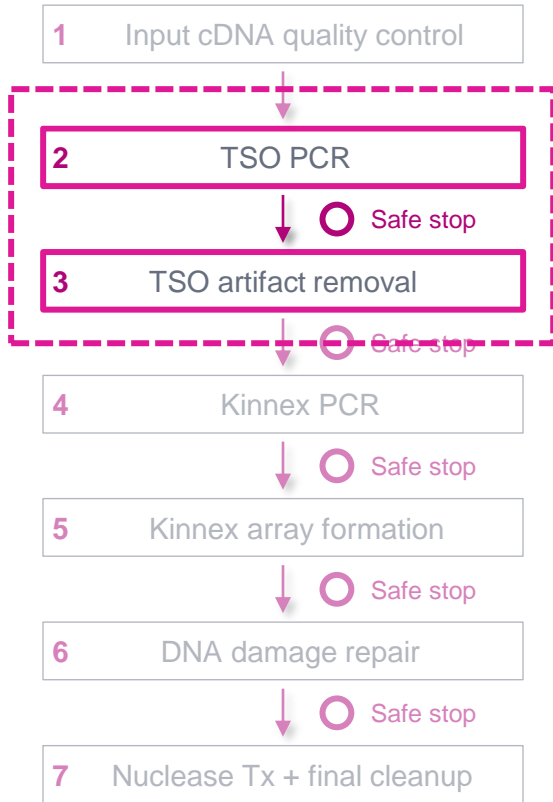 1 Input cDNA quality control
2 TSO PCR
Safe stop
3 TSO artifact removal
Safe stop
4 Kinnex PCR
Safe stop
5 Kinnex array formation
Safe stop
6 DNA damage repair
Safe stop
7 Nuclease Tx + final cleanup